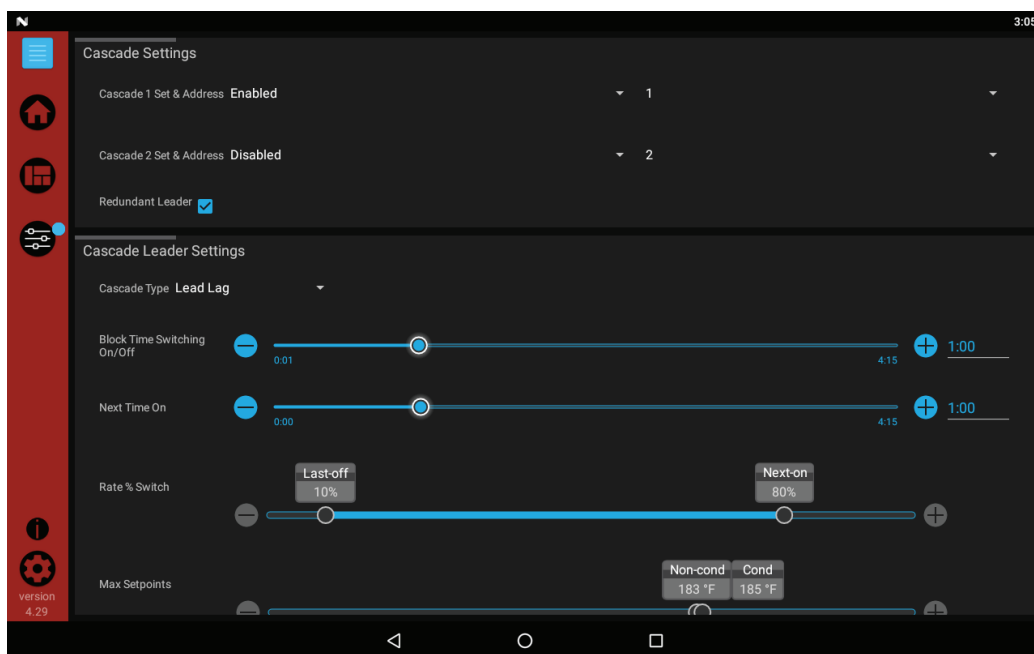 3:05
Cascade Settings
Cascade 1 Set & Address Enabled 1
Cascade 2 Set & Address Disabled 2
Redundant Leader
Cascade Leader Settings
Cascade Type Lead Lag
Block Time Switching
On/Off
0:01 4:15 1:00
Next Time On
0:00 4:15 1:00
Rate % Switch
Last-off Next-on
10% 80%
Max Setpoints
Non-cond Cond
183 °F 185 °F
version
4.29